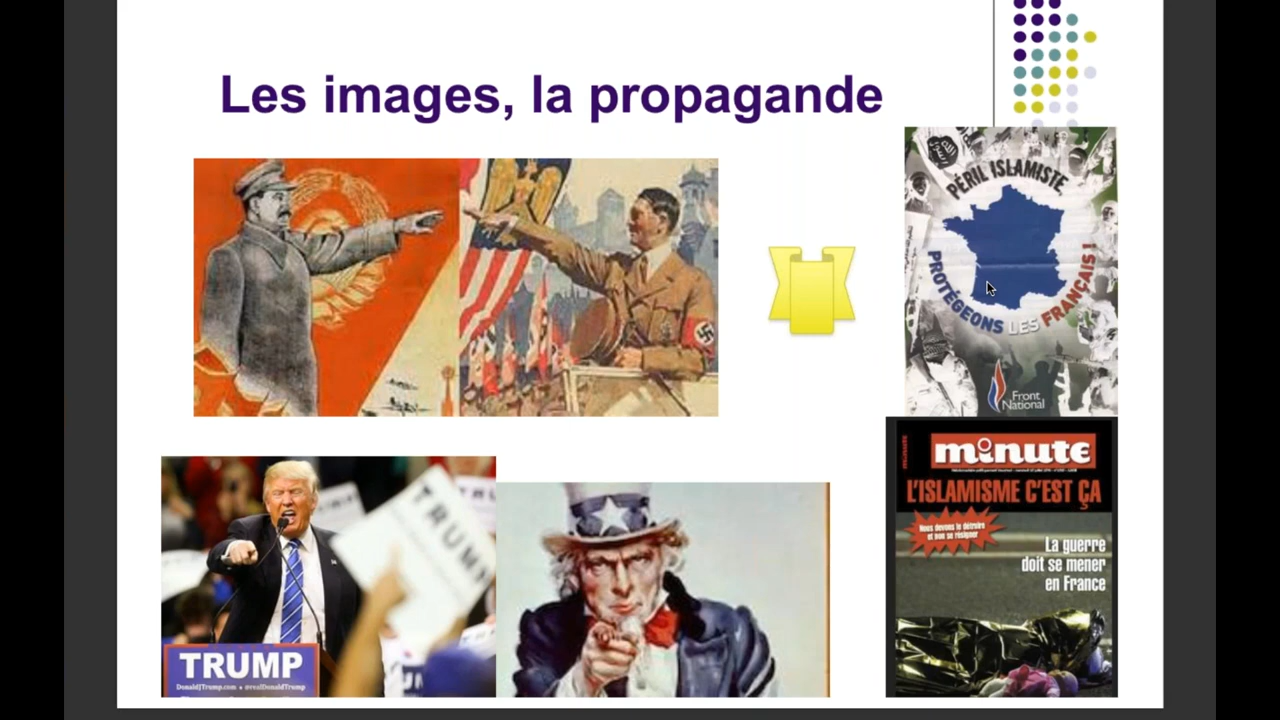 Les images, la propagande
PÉRIL ISLAMISTE
PROTÉGEONS LES FRANÇAIS !
Front
National
minute
L'ISLAMISME C'EST ÇA
Nous devons le détruire
et non se résigner
La guerre
doit se mener
en France
TRUMP
TRUMP
DonaldJTrump.com • @realDonaldTrump